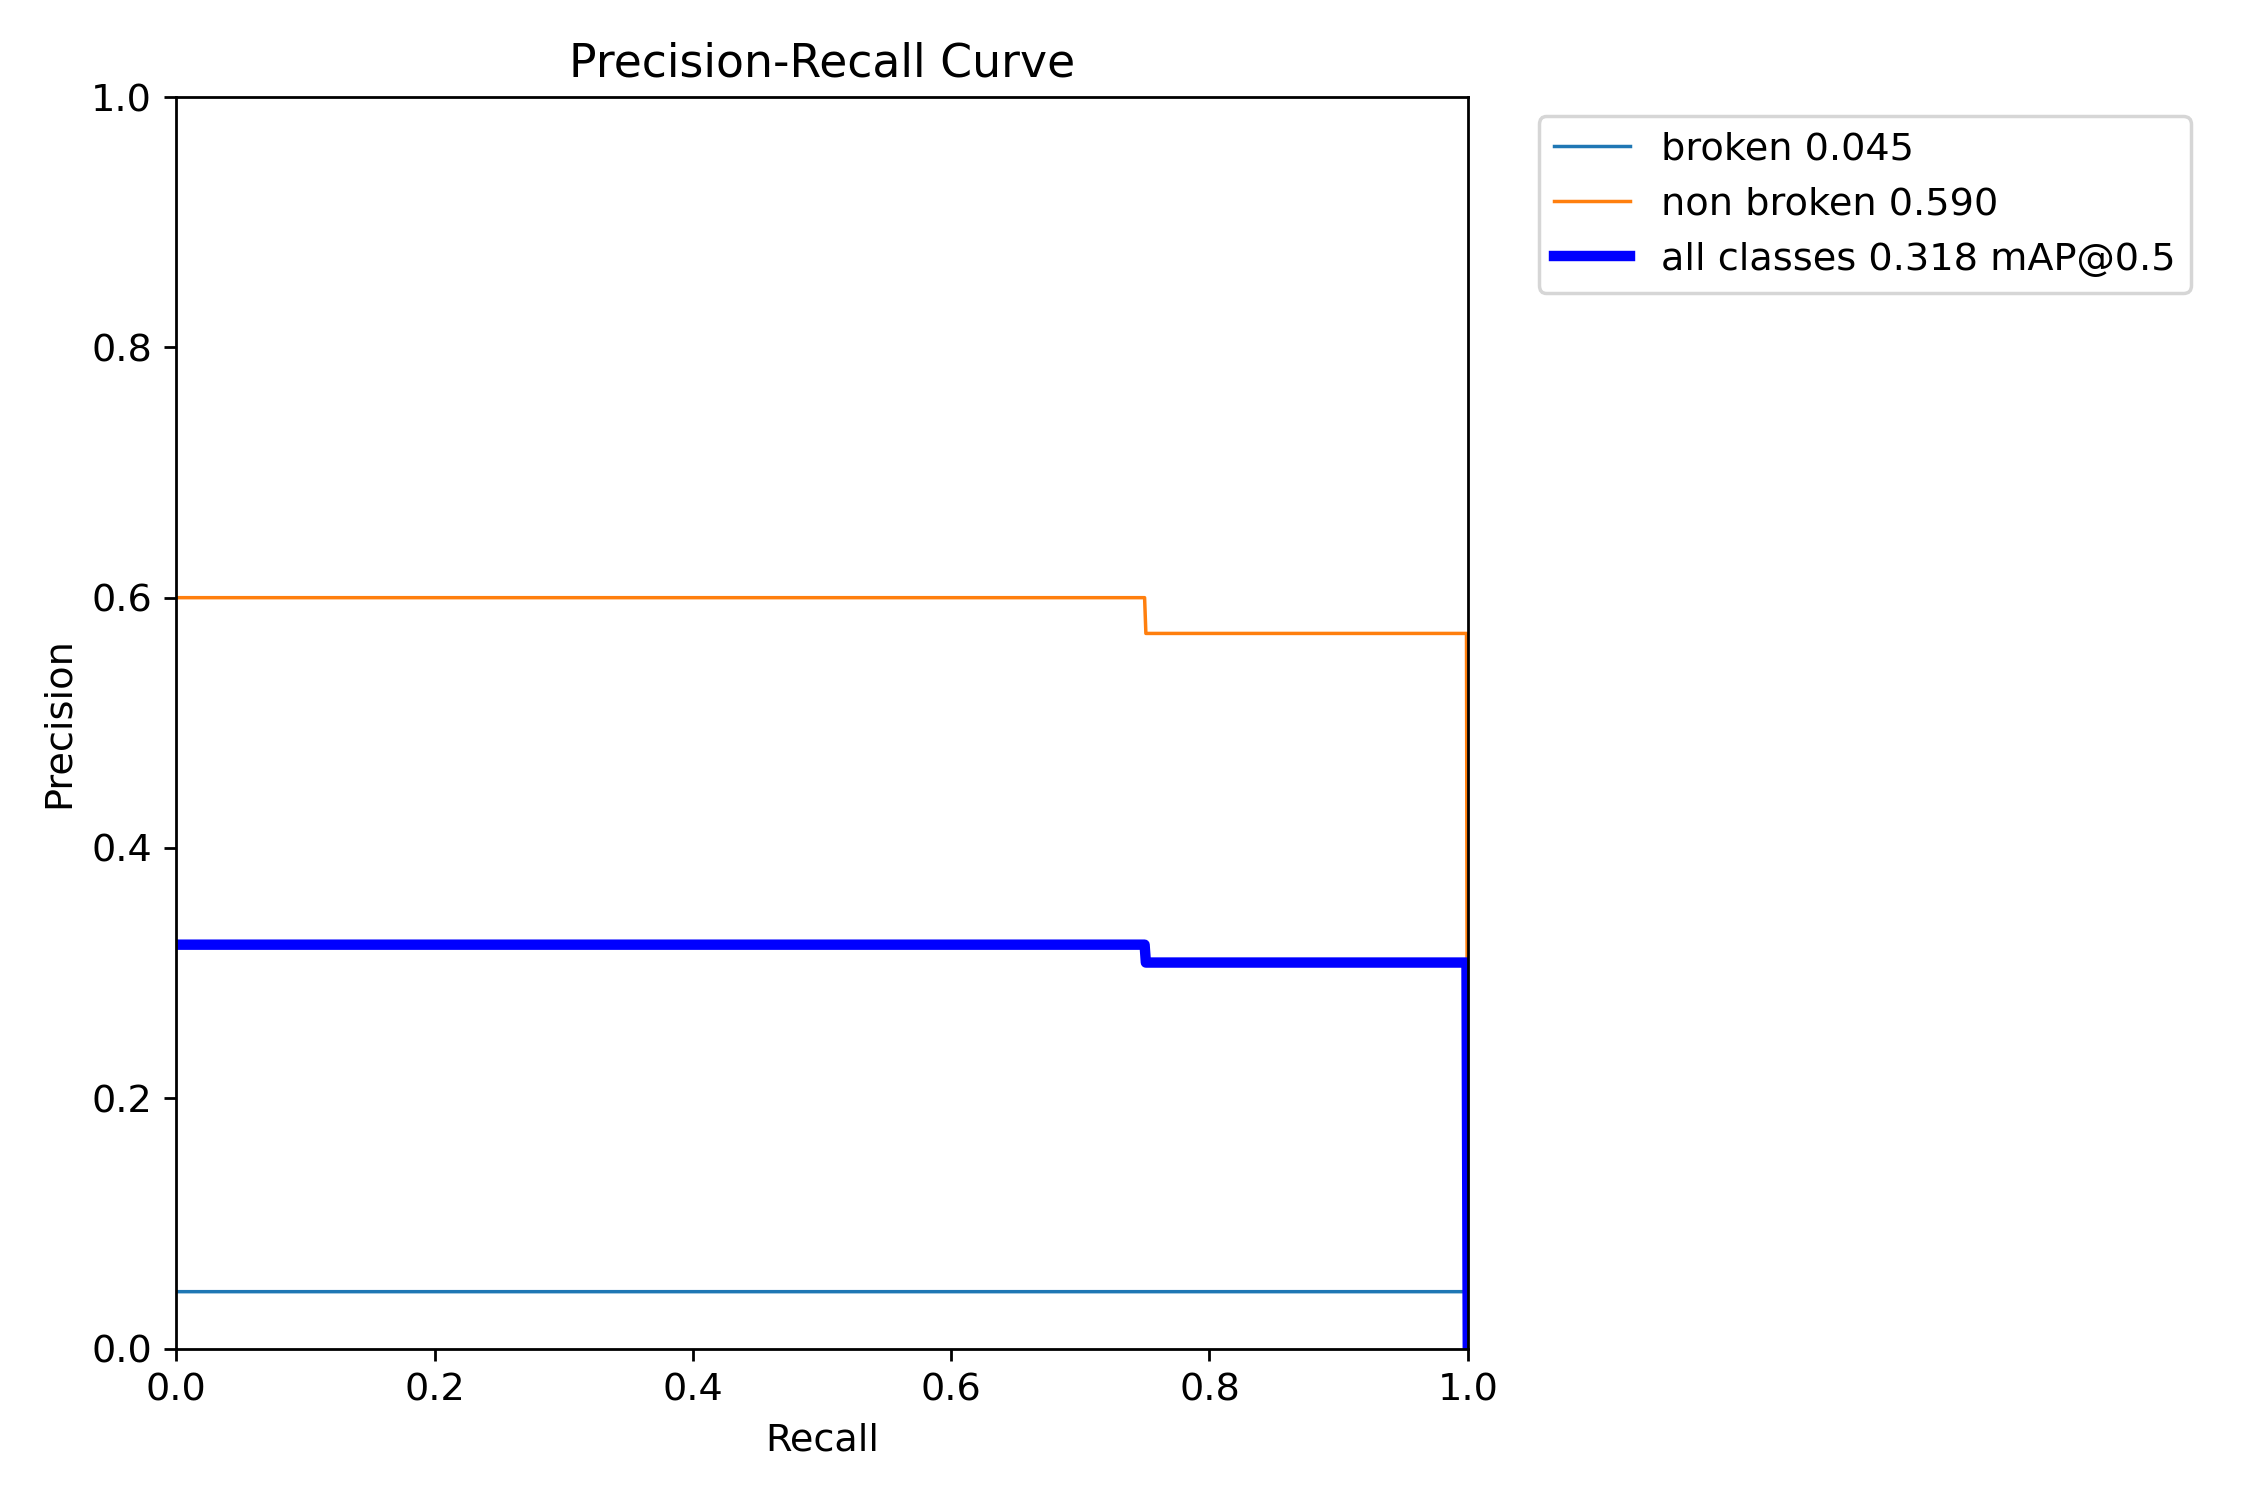 Precision-Recall Curve
1.0
0.8
0.6
0.4
0.2
0.0
Precision
0.0 0.2 0.4 0.6 0.8 1.0
Recall
broken 0.045
non broken 0.590
all classes 0.318 mAP@0.5